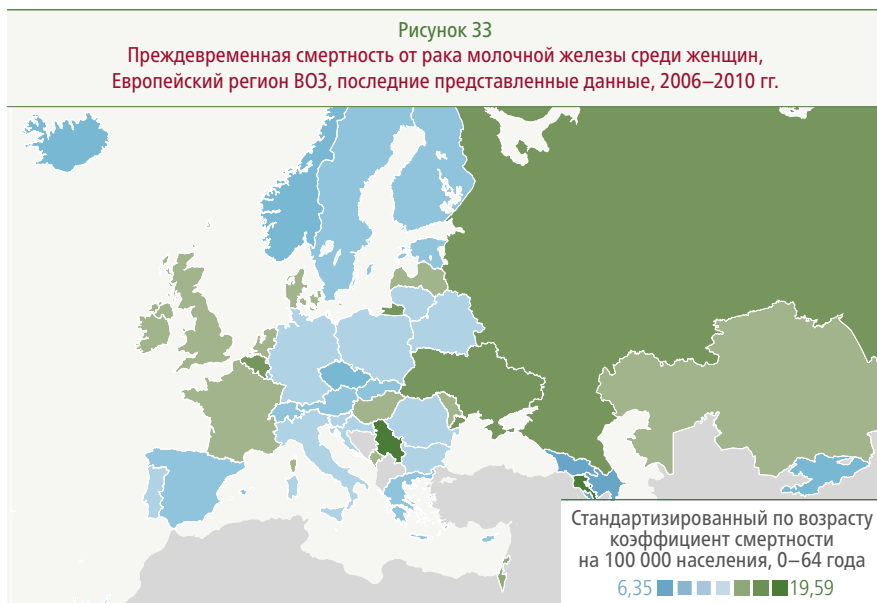 Рисунок 33
Преждевременная смертность от рака молочной железы среди женщин,
Европейский регион ВОЗ, последние представленные данные, 2006–2010 гг.
Стандартизированный по возрасту
коэффициент смертности
на 100 000 населения, 0–64 года
6,35 19,59